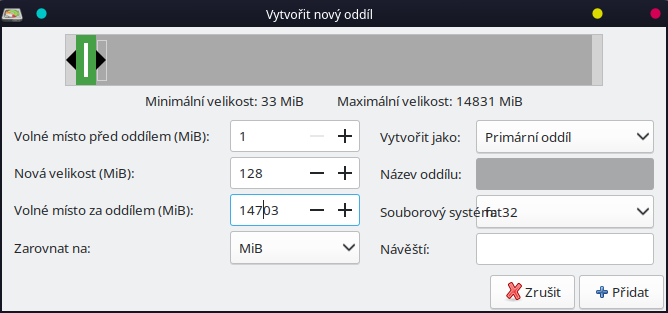 Vytvořit nový oddíl
Minimální velikost: 33 MiB Maximální velikost: 14831 MiB
Volné místo před oddílem (MiB): 1 Vytvořit jako: Primární oddíl
Nová velikost (MiB): 128 Název oddílu:
Volné místo za oddílem (MiB): 14703 Souborový systém: fat32
Zarovnat na: MiB Návěští:
Zrušit Přidat